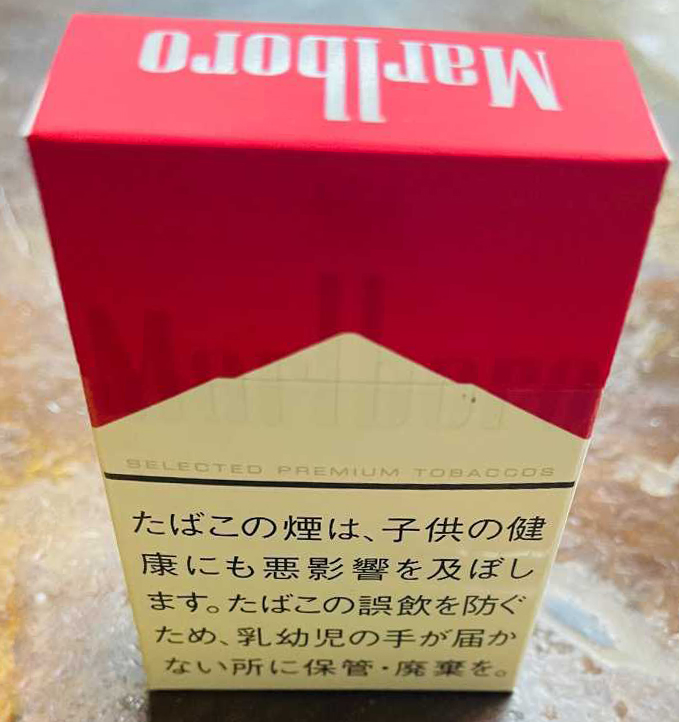 Marlboro
Marlboro
SELECTED PREMIUM TOBACCOS
たばこの煙は、子供の健
康にも悪影響を及ぼし
ます。たばこの誤飲を防ぐ
ため、乳幼児の手が届か
ない所に保管・廃棄を。